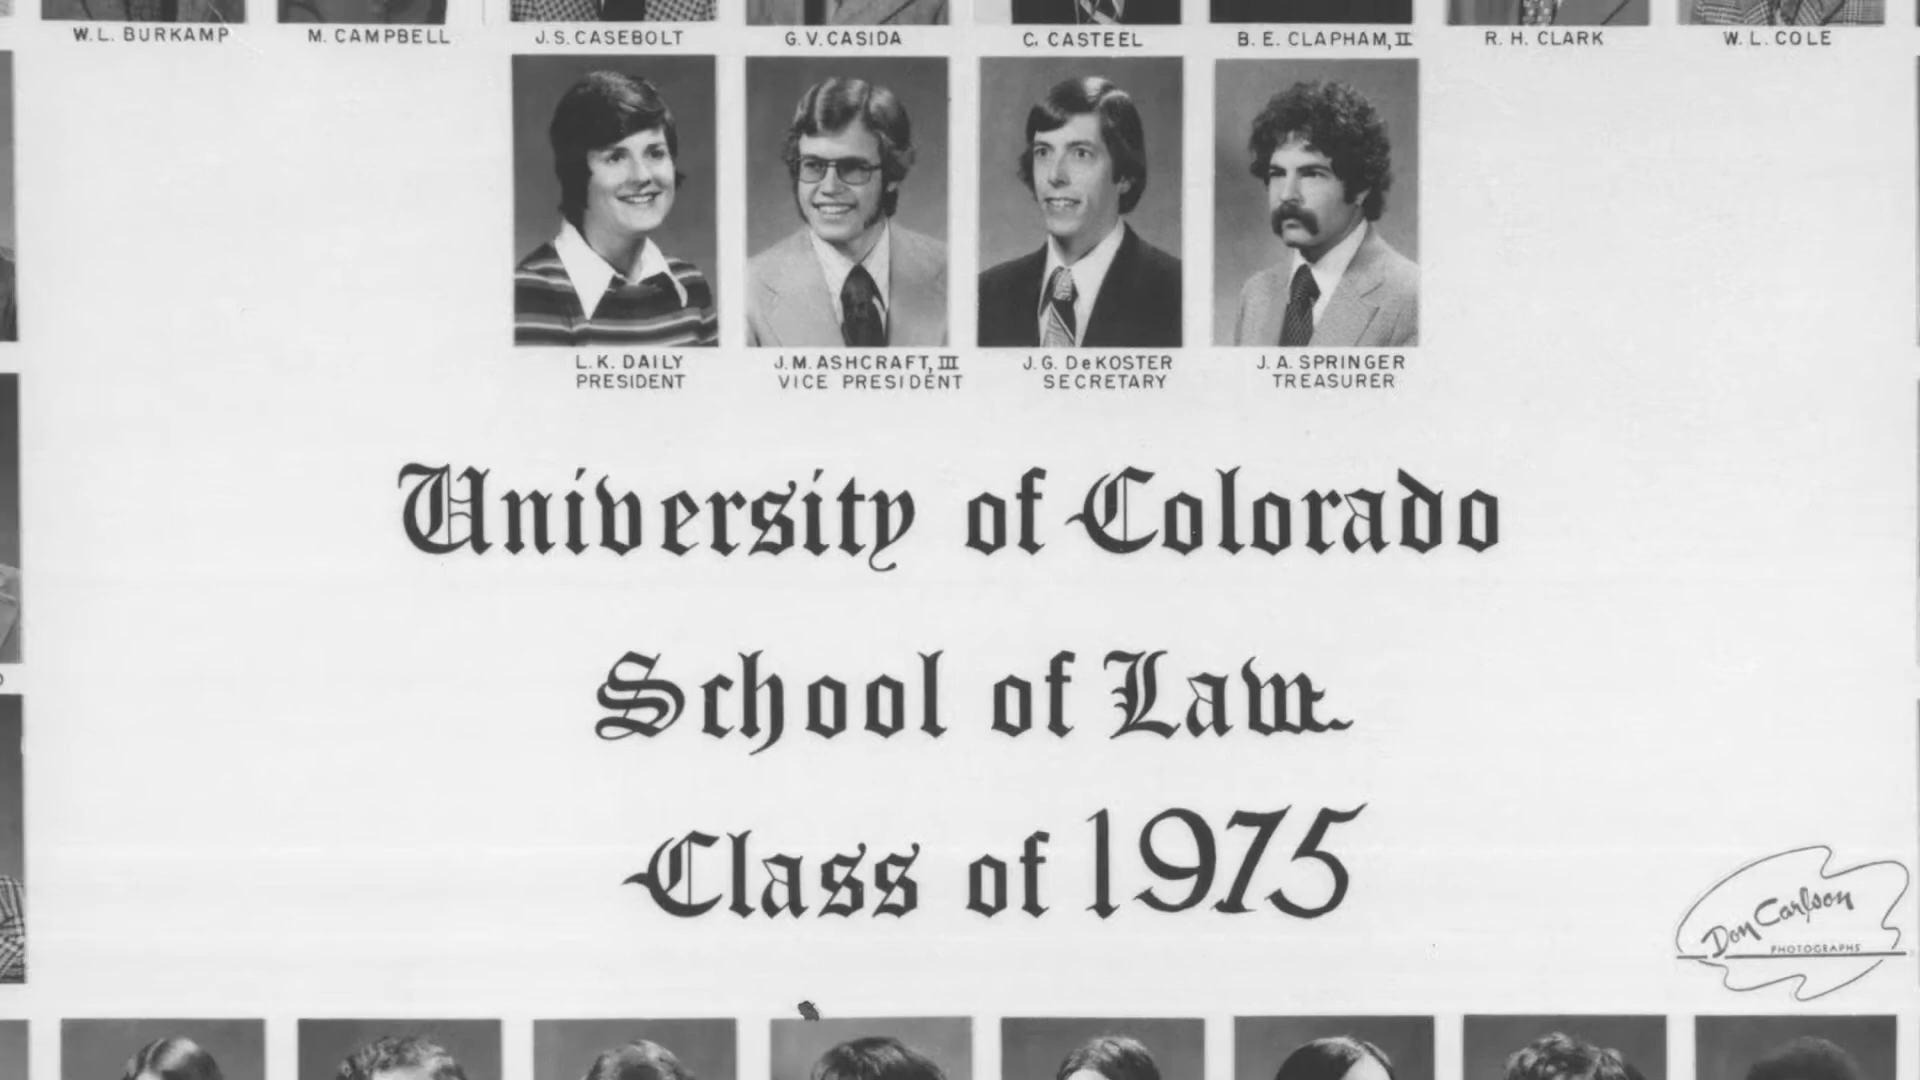 W. L. BURKAMP M. CAMPBELL J. S. CASEBOLT G. V. CASIDA C. CASTEEL B. E. CLAPHAM, II R. H. CLARK W. L. COLE
L. K. DAILY J. M. ASHCRAFT, III J. G. DeKOSTER J. A. SPRINGER
PRESIDENT VICE PRESIDENT SECRETARY TREASURER
University of Colorado
School of Law
Class of 1975
Don Carlson
PHOTOGRAPHS